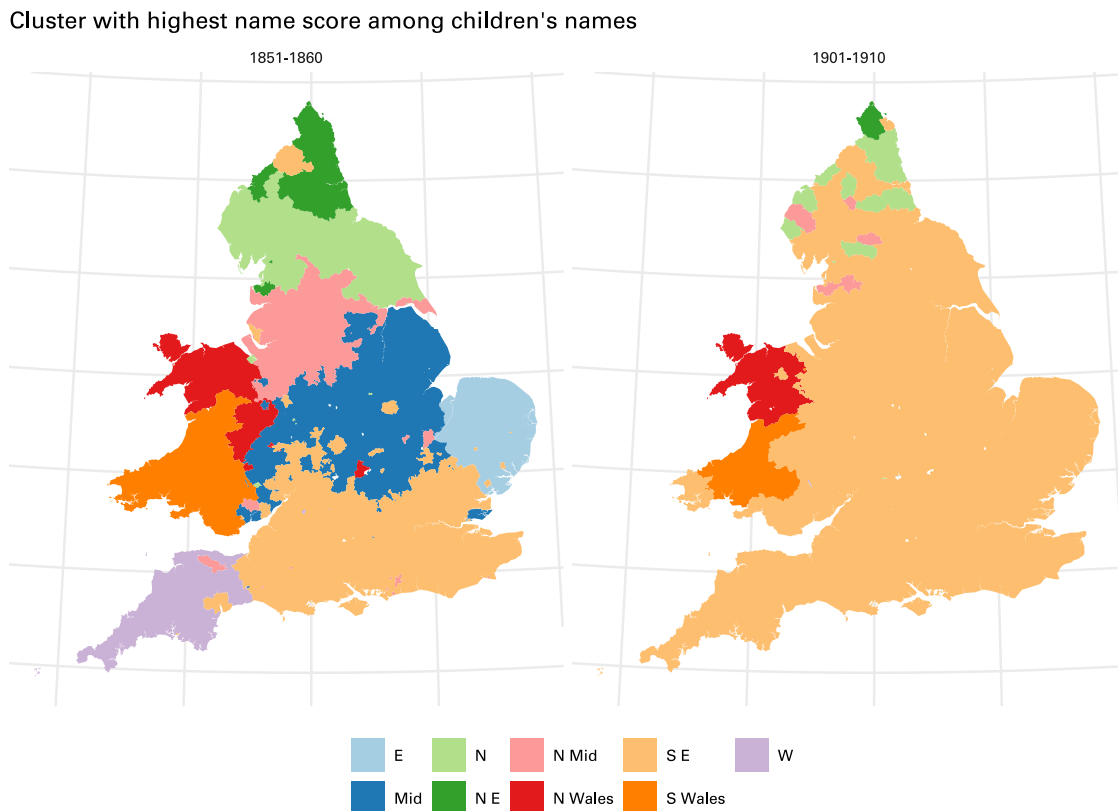 Cluster with highest name score among children's names
1851-1860
1901-1910
E
N
N Mid
S E
W
Mid
N E
N Wales
S Wales